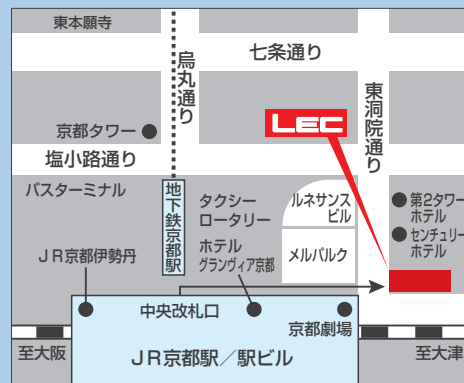 東本願寺
七条通り
烏丸通り
東洞院通り
LEC
京都タワー
塩小路通り
バスターミナル
地下鉄京都駅
タクシー
ロータリー
ルネサンス
ビル
第2タワー
ホテル
センチュリー
ホテル
JR京都伊勢丹
ホテル
グランヴィア京都
メルパルク
中央改札口
京都劇場
至大阪
JR京都駅/駅ビル
至大津